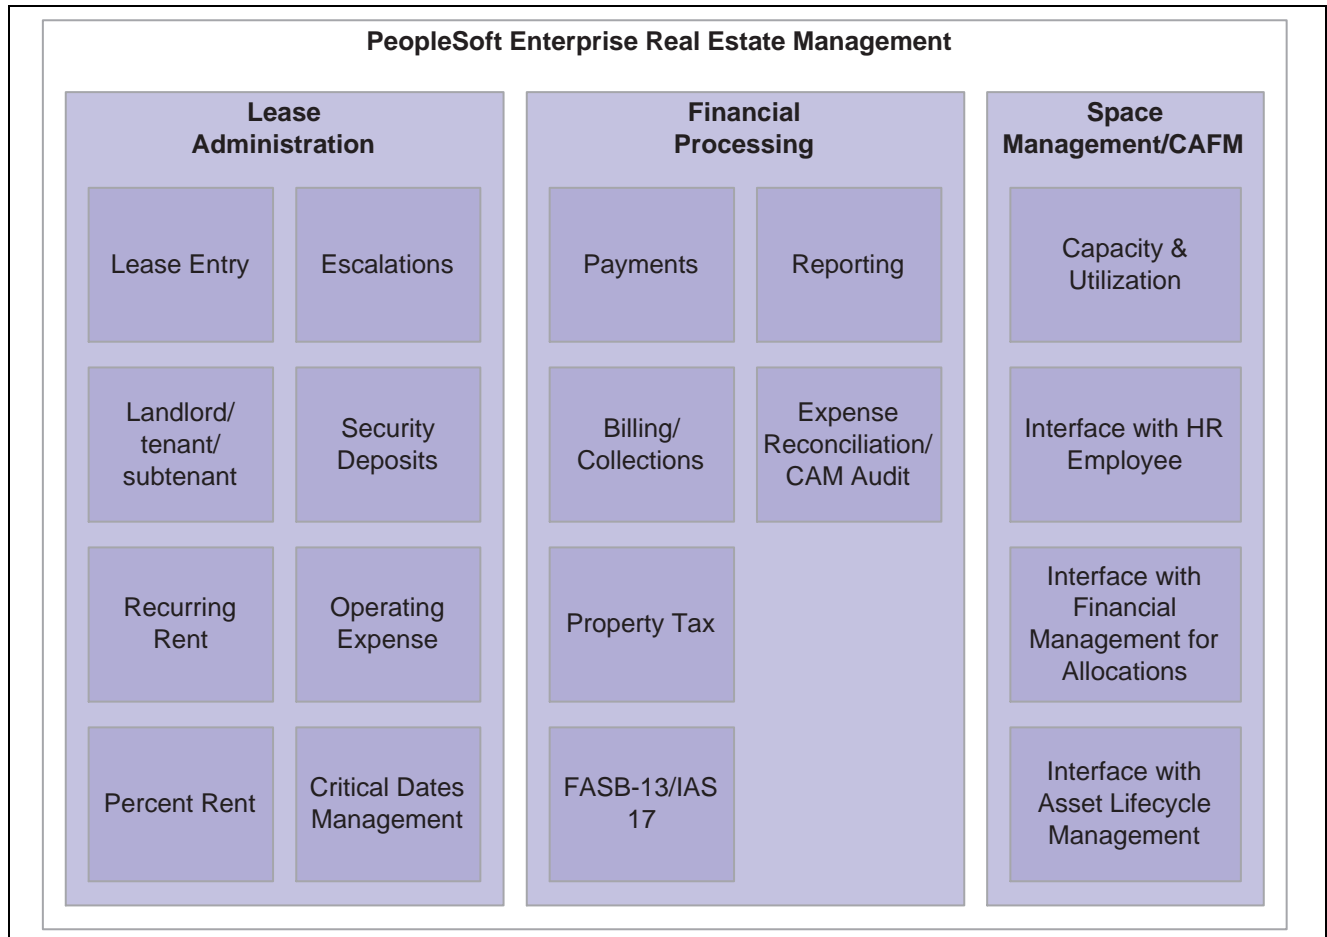 PeopleSoft Enterprise Real Estate Management
Lease
Administration
Lease Entry
Escalations
Landlord/
tenant/
subtenant
Security
Deposits
Recurring
Rent
Operating
Expense
Percent Rent
Critical Dates
Management
Financial
Processing
Payments
Reporting
Billing/
Collections
Expense
Reconciliation/
CAM Audit
Property Tax
FASB-13/IAS
17
Space
Management/CAFM
Capacity &
Utilization
Interface with HR
Employee
Interface with
Financial
Management for
Allocations
Interface with
Asset Lifecycle
Management